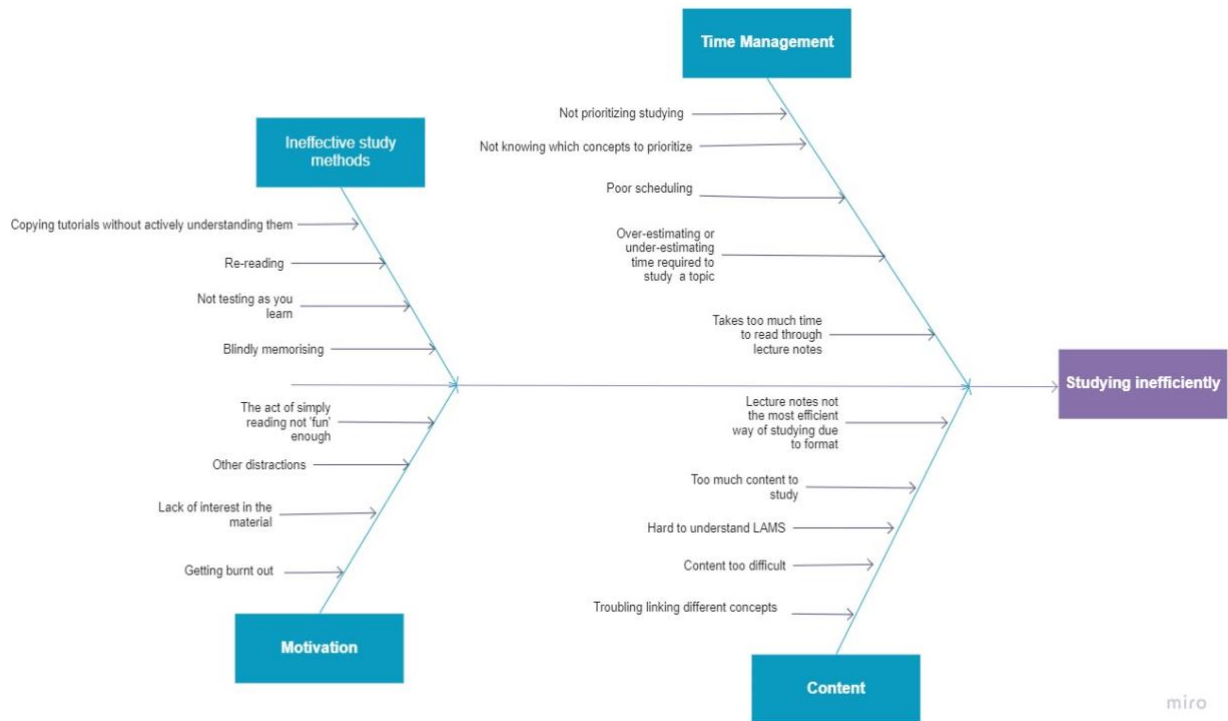 Time Management
Not prioritizing studying
Not knowing which concepts to prioritize
Poor scheduling
Over-estimating or
under-estimating
time required to
study a topic
Takes too much time
to read through
lecture notes
Ineffective study
methods
Copying tutorials without actively understanding them
Re-reading
Not testing as you
learn
Blindly memorising
Studying inefficiently
The act of simply
reading not 'fun'
enough
Other distractions
Lack of interest in the
material
Getting burnt out
Motivation
Lecture notes not
the most efficient
way of studying due
to format
Too much content to
study
Hard to understand LAMS
Content too difficult
Troubling linking different concepts
Content
miro